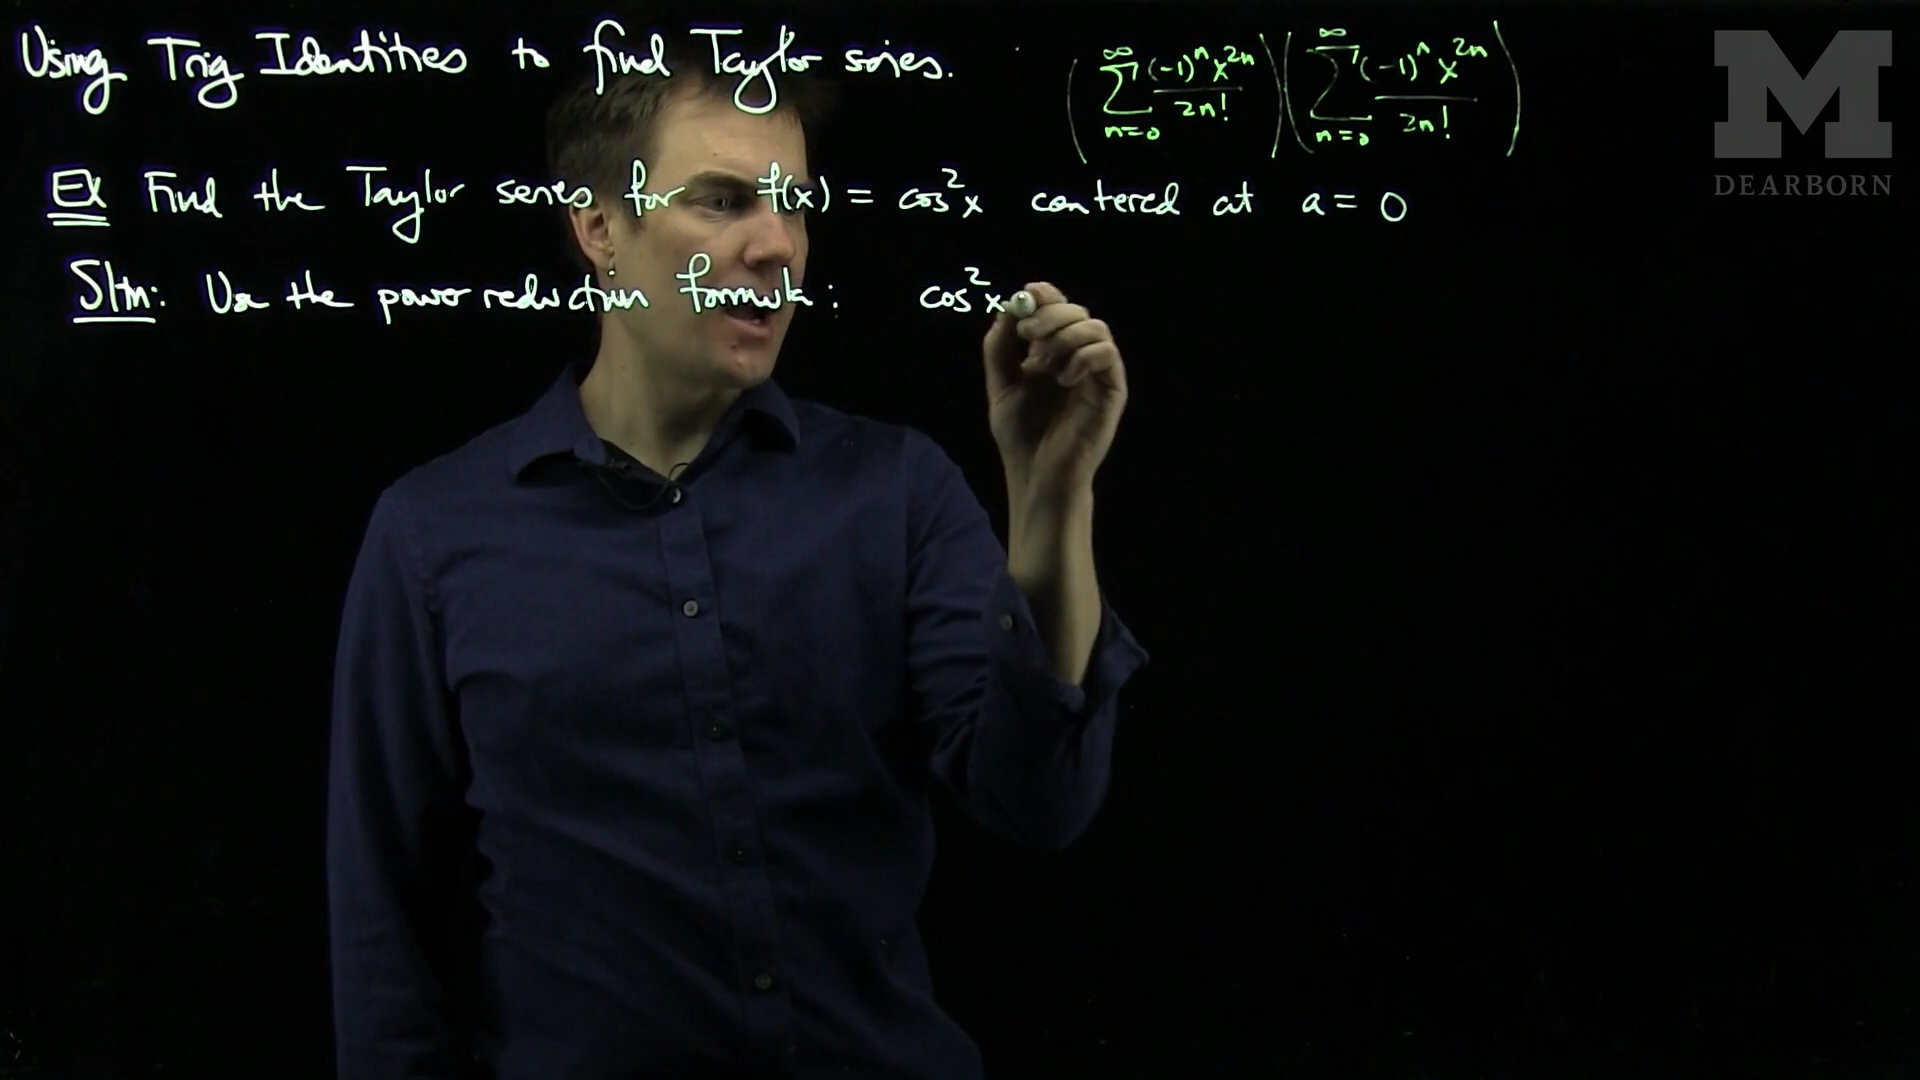 Using Trig Identities to find Taylor series.
( ∞ ∑ n=0 (-1)^n x^2n / 2n! ) ( ∞ ∑ n=0 (-1)^n x^2n / 2n! )
M
DEARBORN
Ex Find the Taylor series for f(x) = cos²x centered at a = 0
Sltn: Use the power reduction formula: cos²x